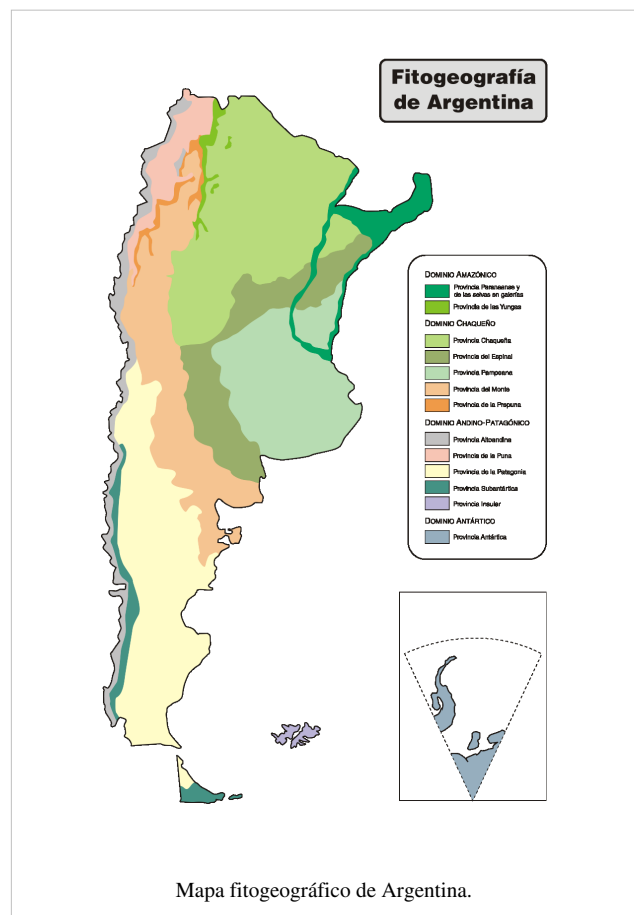 Fitogeografía
de Argentina
DOMINIO AMAZÓNICO
Provincia Paranaense y
de las selvas en galerías
Provincia de las Yungas
DOMINIO CHAQUEÑO
Provincia Chaqueña
Provincia del Espinal
Provincia Pampeana
Provincia del Monte
Provincia de la Prepuna
DOMINIO ANDINO-PATAGÓNICO
Provincia Altoandina
Provincia de la Puna
Provincia de la Patagonia
Provincia Subantártica
Provincia Insular
DOMINIO ANTÁRTICO
Provincia Antártica
Mapa fitogeográfico de Argentina.